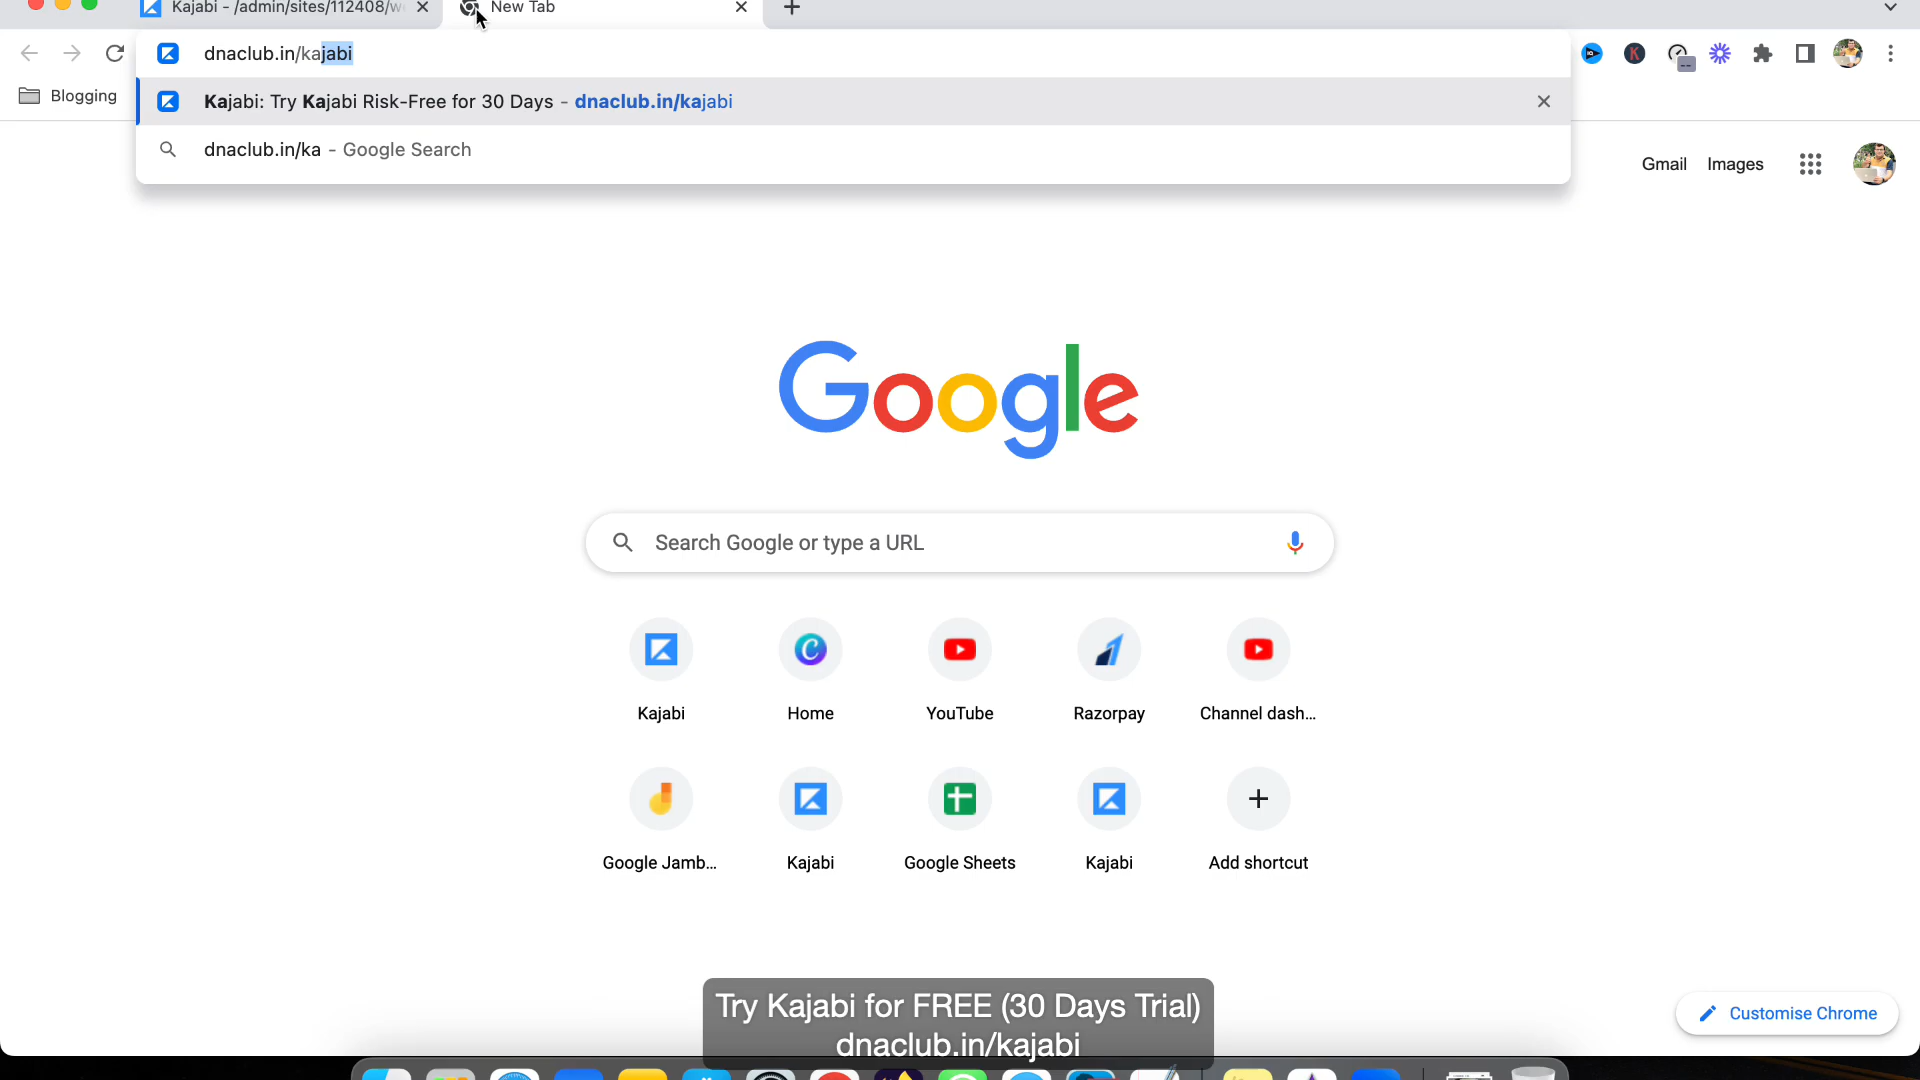 Kajabi - /admin/sites/112408/w
New Tab
dnaclub.in/kajabi
Blogging
Kajabi: Try Kajabi Risk-Free for 30 Days - dnaclub.in/kajabi
dnaclub.in/ka - Google Search
Gmail Images
Google
Search Google or type a URL
Kajabi Home YouTube Razorpay Channel dash...
Google Jamb... Kajabi Google Sheets Kajabi Add shortcut
Customise Chrome
Try Kajabi for FREE (30 Days Trial)
dnaclub.in/kajabi